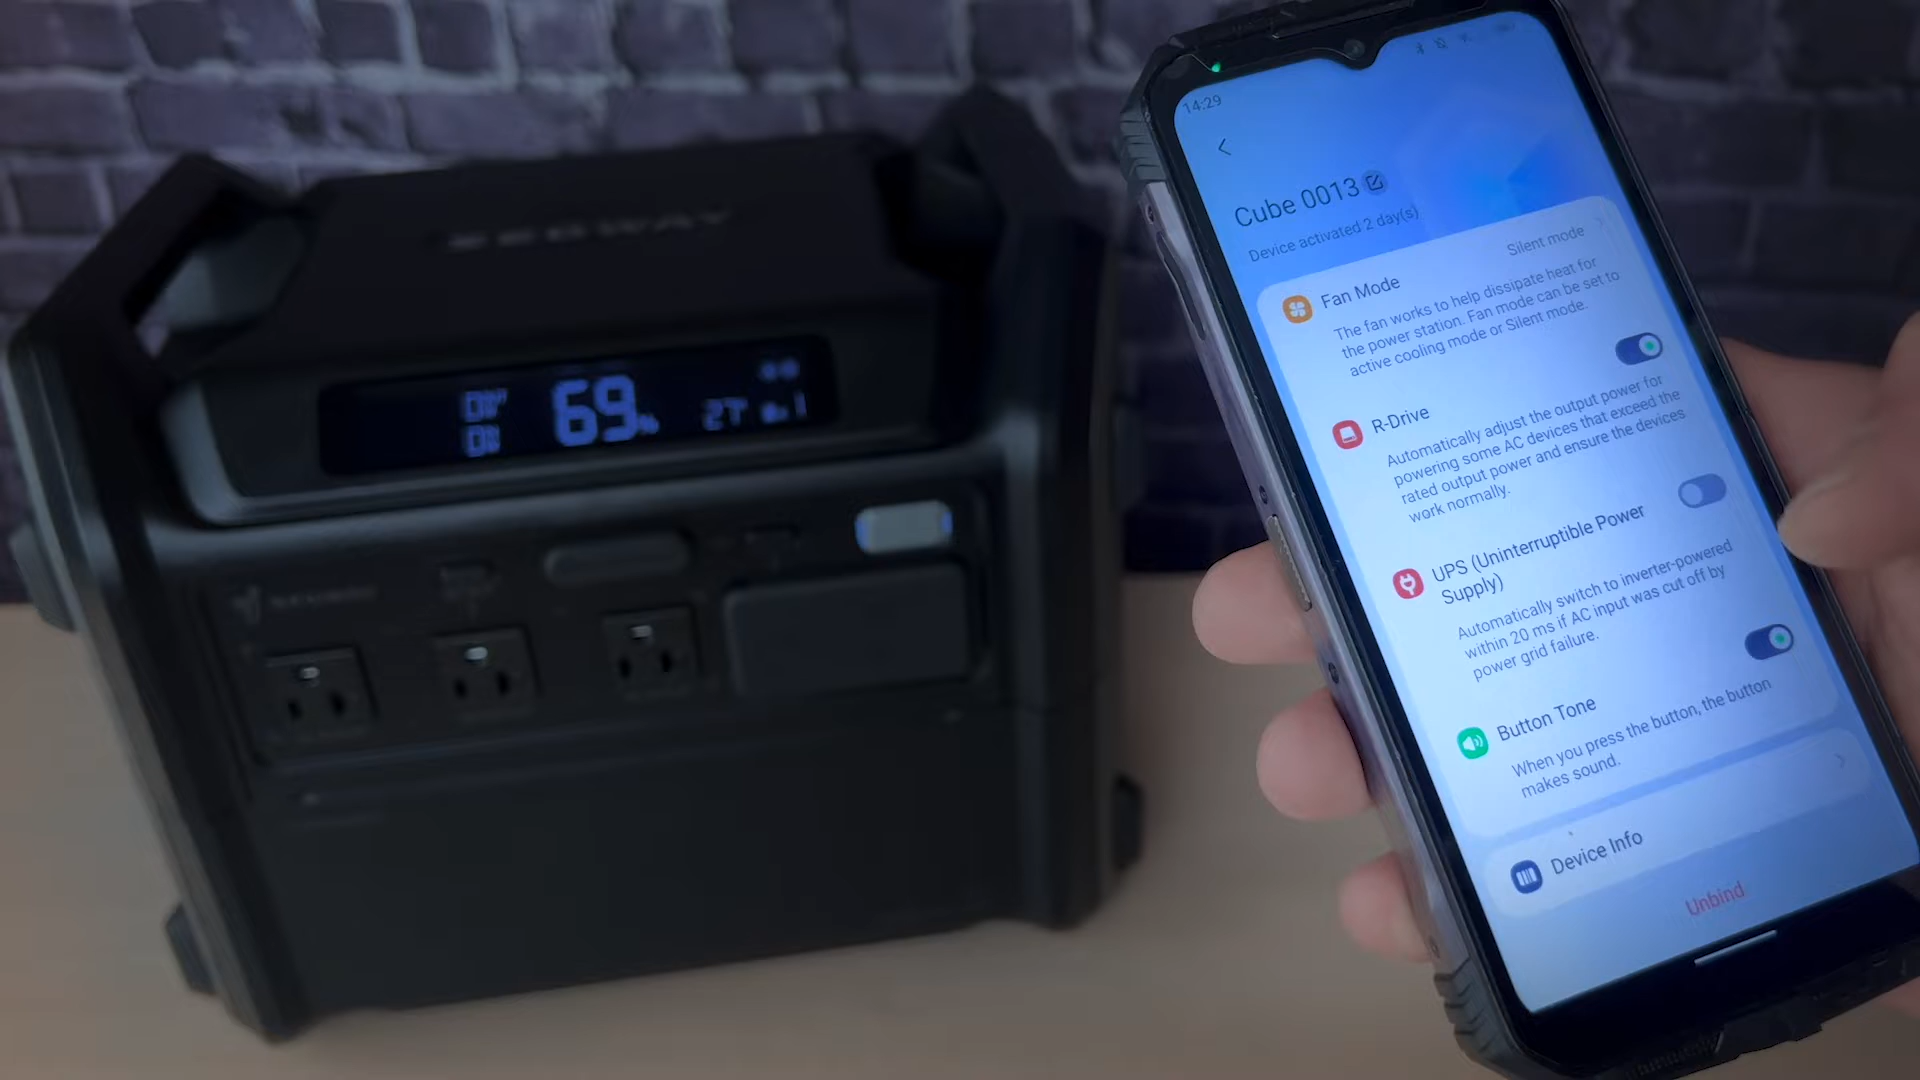 SEGWAY
69%
14:29
Cube 0013
Device activated 2 day(s)
Fan Mode
Silent mode
The fan works to help dissipate heat for
the power station. Fan mode can be set to
active cooling mode or Silent mode.
R-Drive
Automatically adjust the output power for
powering some AC devices that exceed the
rated output power and ensure the devices
work normally.
UPS (Uninterruptible Power
Supply)
Automatically switch to inverter-powered
within 20 ms if AC input was cut off by
power grid failure.
Button Tone
When you press the button, the button
makes sound.
Device Info
Unbind